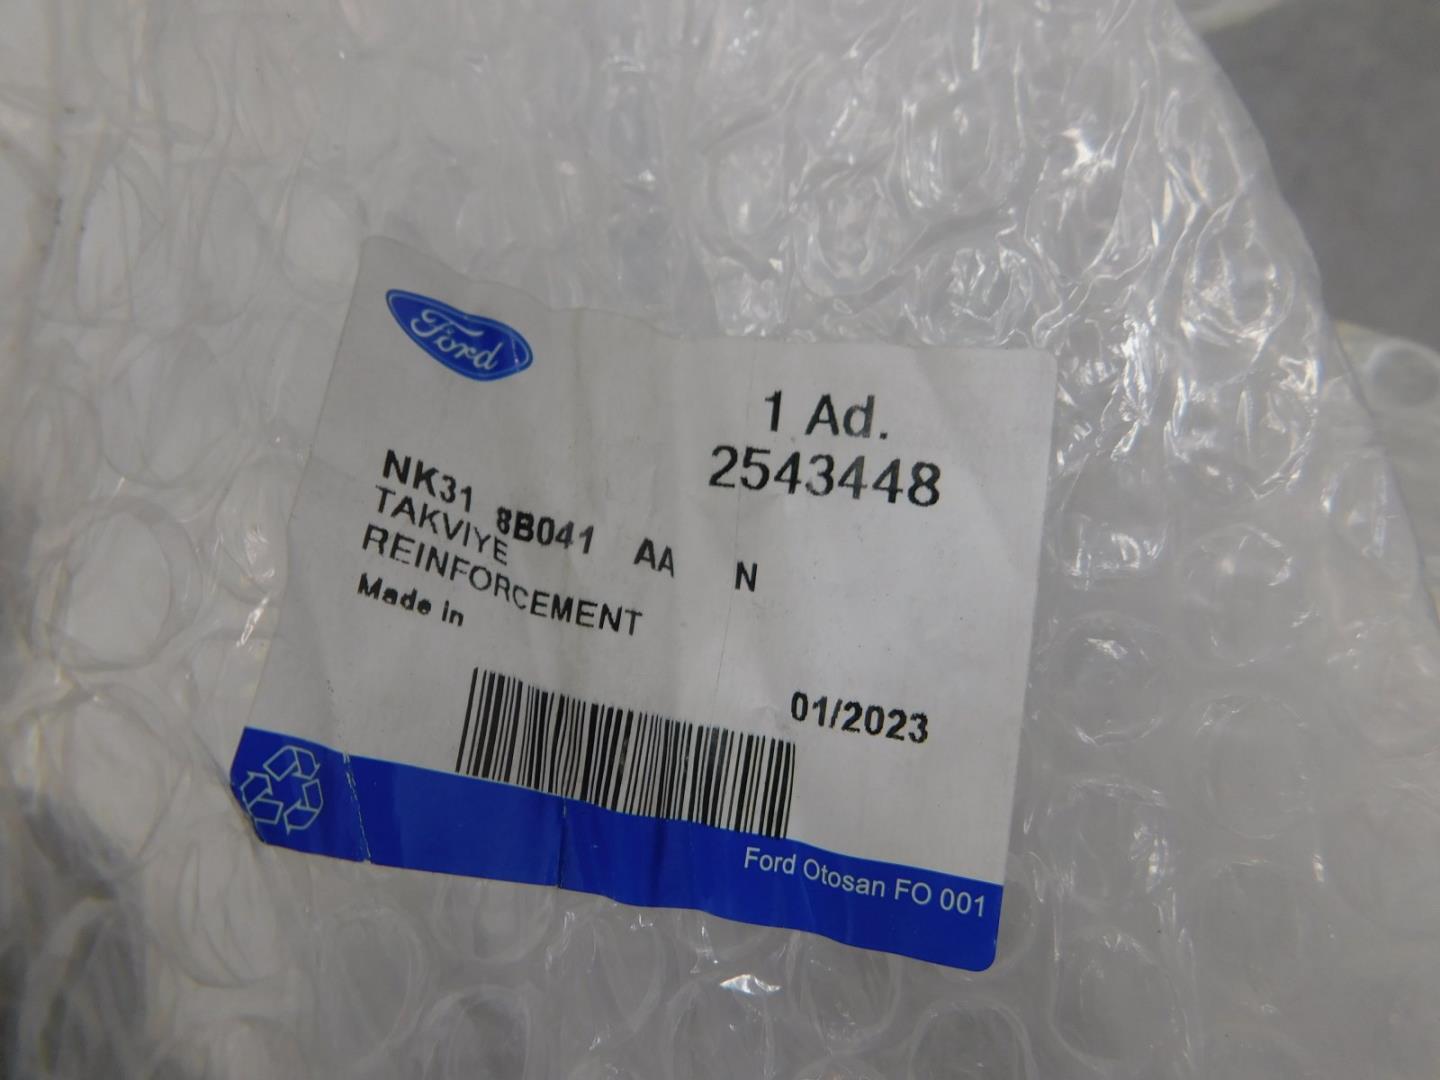 Ford
1 Ad.
2543448
NK31 8B041 AA N
TAKVIYE
REINFORCEMENT
Made in
01/2023
Ford Otosan FO 001